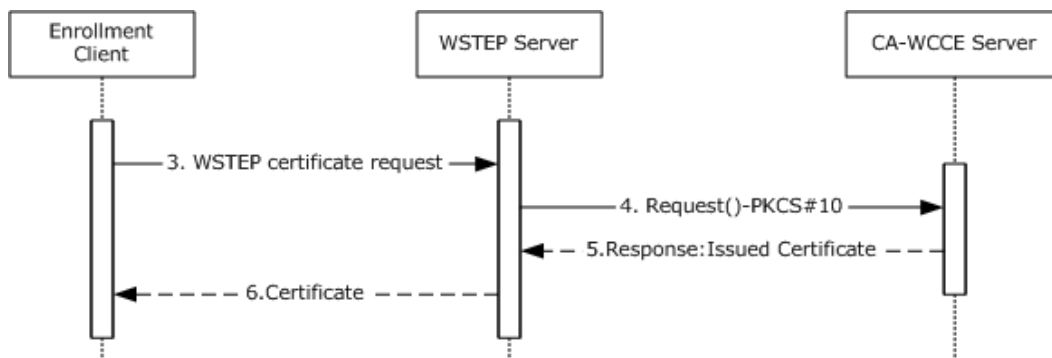 Enrollment
Client
WSTEP Server
CA-WCCE Server
3. WSTEP certificate request
4. Request()-PKCS#10
5.Response:Issued Certificate
6.Certificate